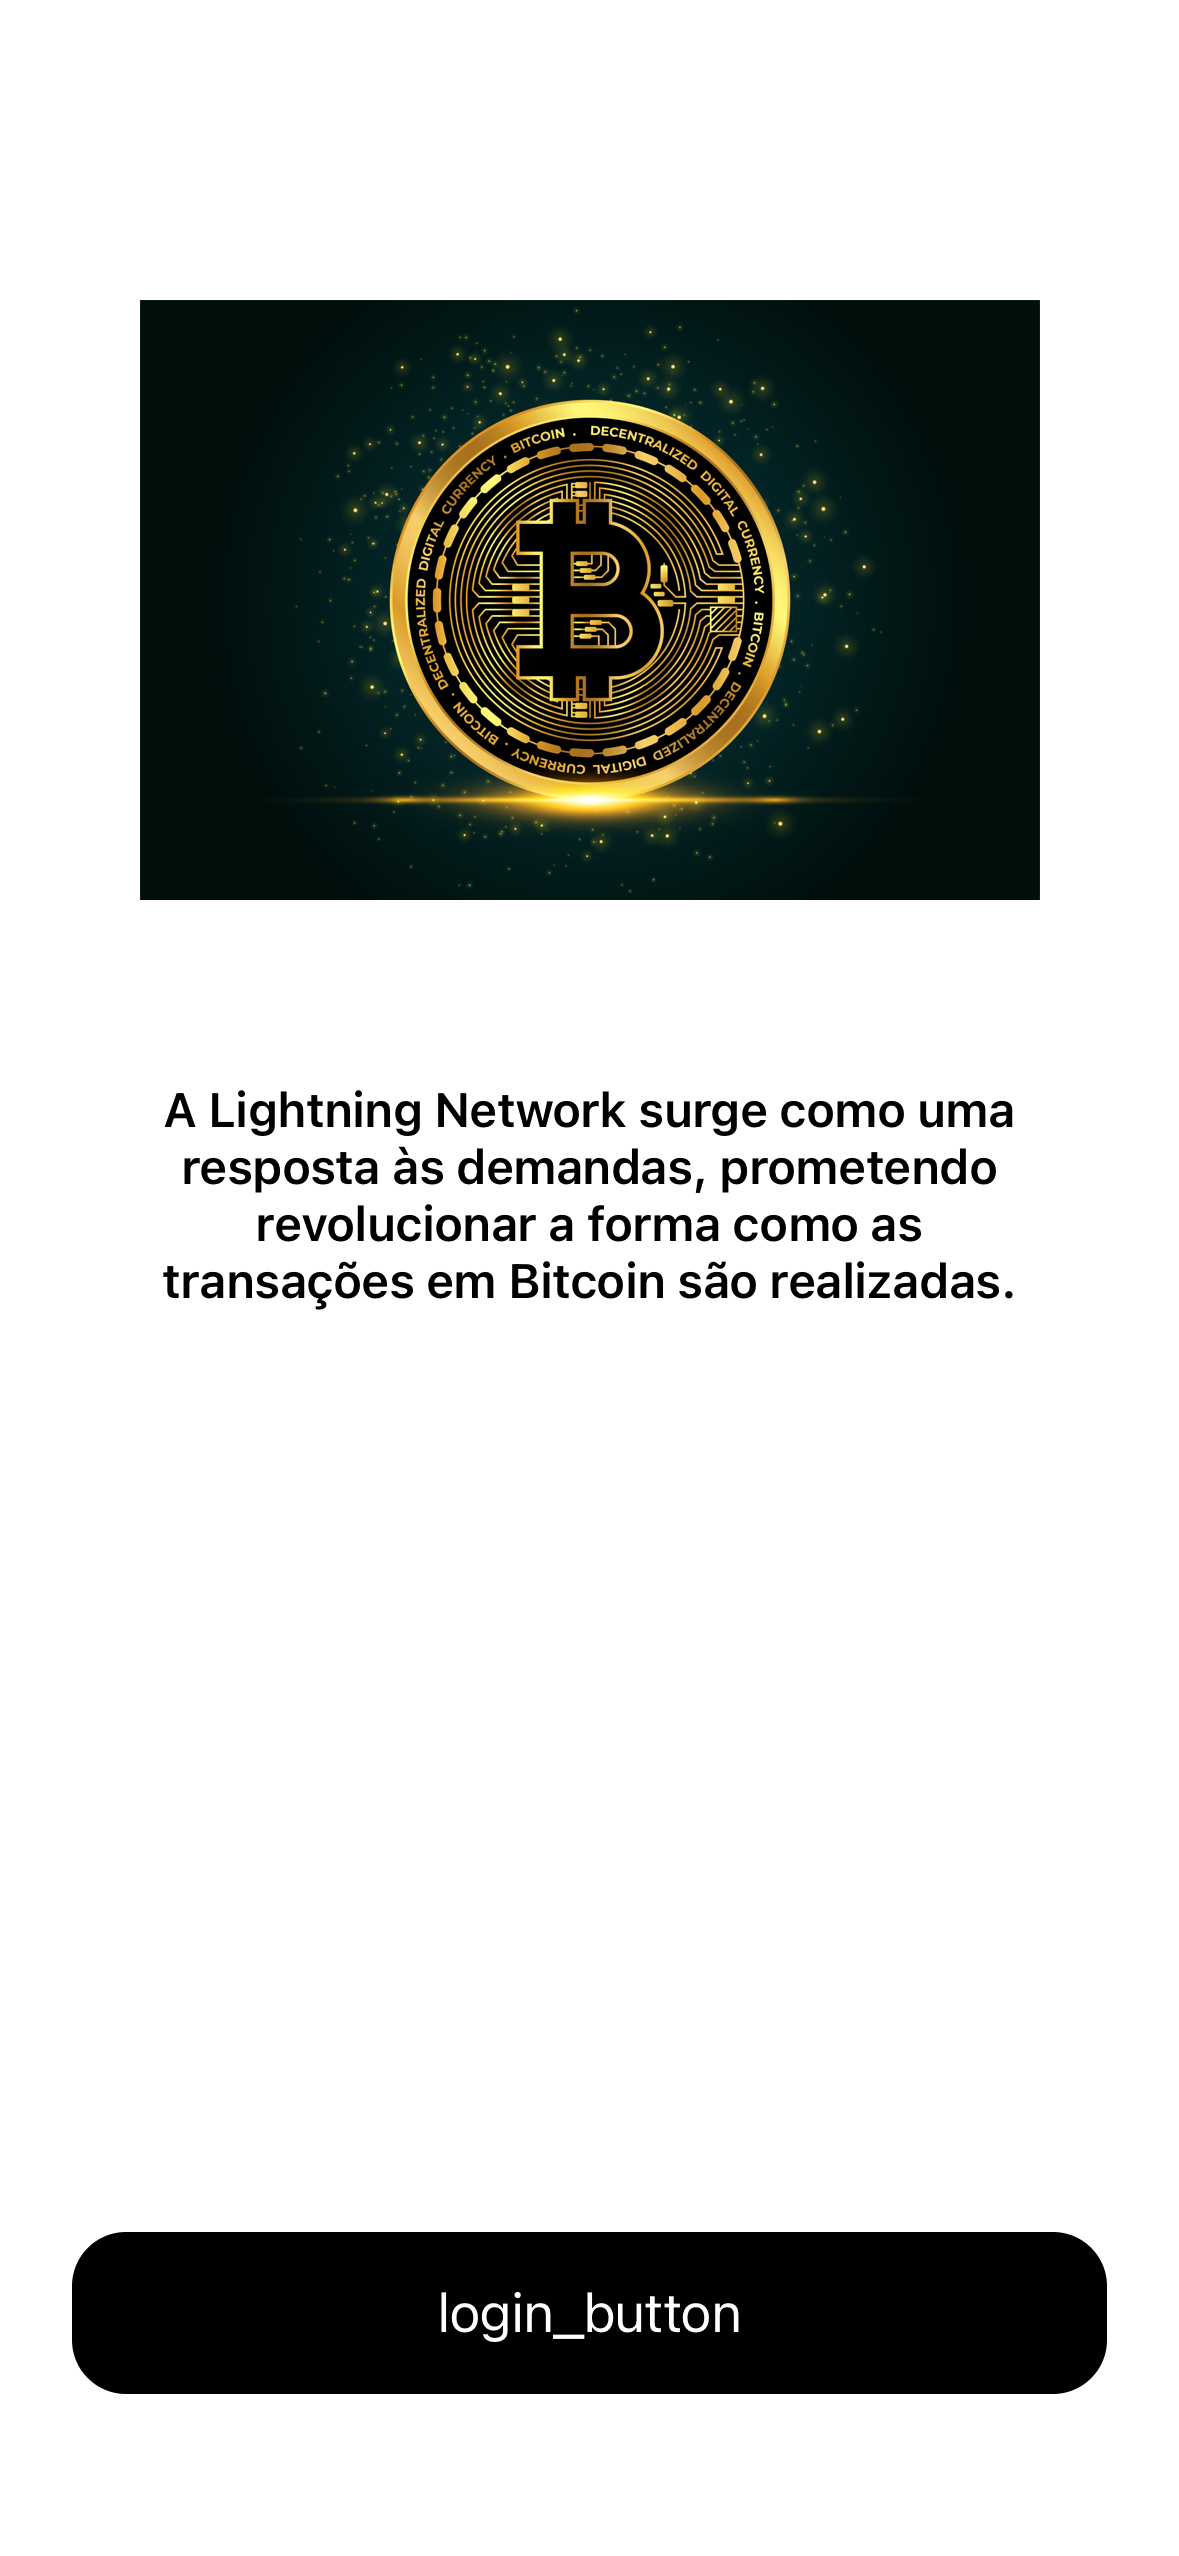 DECENTRALIZED DIGITAL CURRENCY . BITCOIN . DECENTRALIZED DIGITAL CURRENCY . BITCOIN . DECENTRALIZED DIGITAL CURRENCY . BITCOIN .
A Lightning Network surge como uma
resposta às demandas, prometendo
revolucionar a forma como as
transações em Bitcoin são realizadas.
login_button